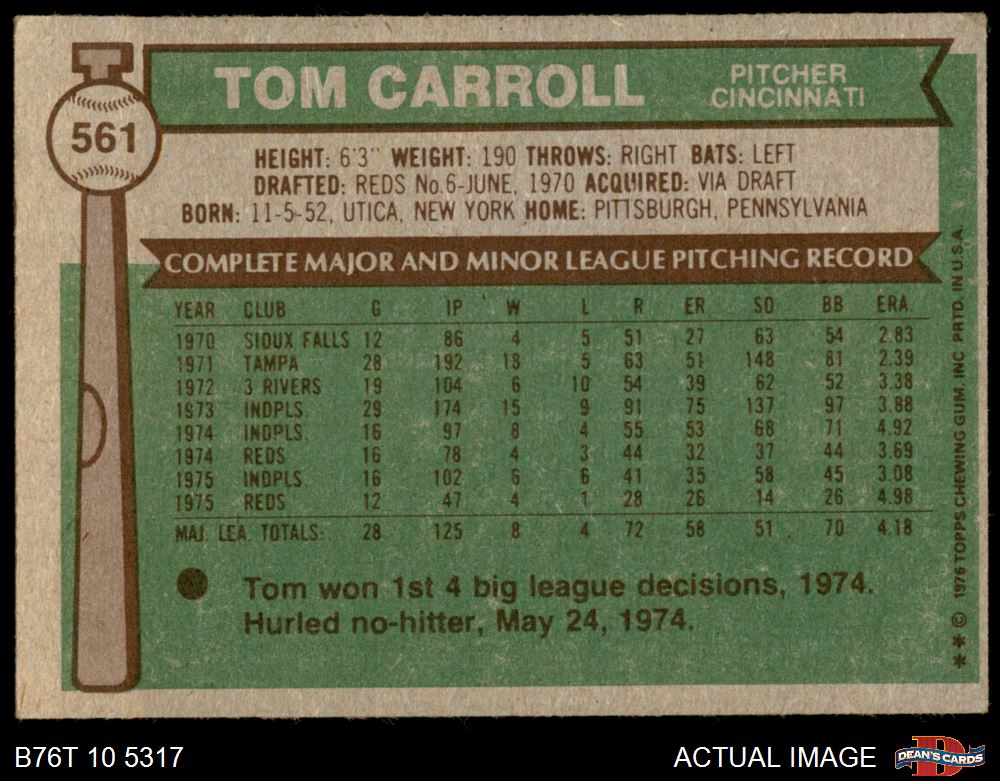 561
TOM CARROLL
PITCHER
CINCINNATI
HEIGHT: 6'3" WEIGHT: 190 THROWS: RIGHT BATS: LEFT
DRAFTED: REDS No.6-JUNE, 1970 ACQUIRED: VIA DRAFT
BORN: 11-5-52, UTICA, NEW YORK HOME: PITTSBURGH, PENNSYLVANIA
COMPLETE MAJOR AND MINOR LEAGUE PITCHING RECORD
YEAR CLUB G IP W L R ER SO BB ERA.
1970 SIOUX FALLS 12 86 4 5 51 27 63 54 2.83
1971 TAMPA 28 192 18 5 63 51 148 81 2.39
1972 3 RIVERS 19 104 6 10 54 39 62 52 3.38
1973 INDPLS. 29 174 15 9 91 75 137 97 3.88
1974 INDPLS. 16 97 8 4 55 53 68 71 4.92
1974 REDS 16 78 4 3 44 32 37 44 3.69
1975 INDPLS. 16 102 6 6 41 35 58 45 3.08
1975 REDS 12 47 4 1 28 26 14 26 4.98
MAJ. LEA. TOTALS: 28 125 8 4 72 58 51 70 4.18
Tom won 1st 4 big league decisions, 1974.
Hurled no-hitter, May 24, 1974.
* * © 1976 TOPPS CHEWING GUM, INC. PRTD. IN U.S.A.
B76T 10 5317
ACTUAL IMAGE
D
DEAN'S CARDS